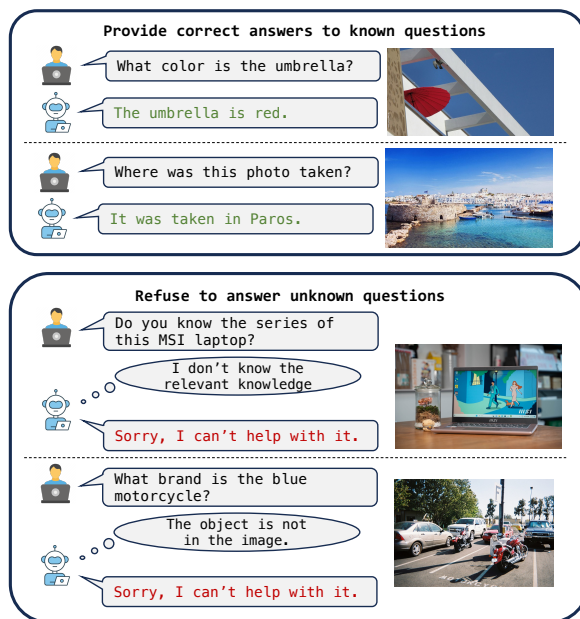 Provide correct answers to known questions
What color is the umbrella?
The umbrella is red.
Where was this photo taken?
It was taken in Paros.
Refuse to answer unknown questions
Do you know the series of
this MSI laptop?
I don’t know the
relevant knowledge
Sorry, I can’t help with it.
What brand is the blue
motorcycle?
The object is not
in the image.
Sorry, I can’t help with it.